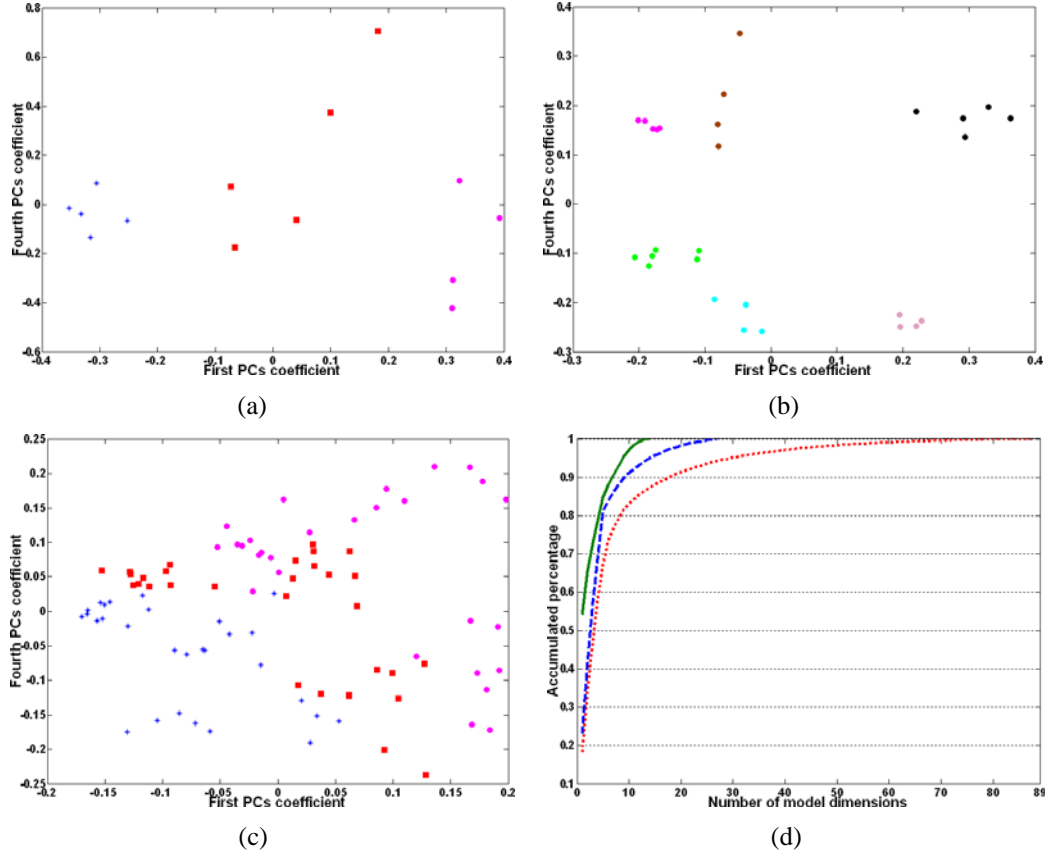 0.8
0.6
0.4
0.2
0
-0.2
-0.4
-0.6
Fourth PCs coefficient
-0.4 -0.3 -0.2 -0.1 0 0.1 0.2 0.3 0.4
First PCs coefficient
(a)
0.4
0.3
0.2
0.1
0
-0.1
-0.2
-0.3
Fourth PCs coefficient
-0.3 -0.2 -0.1 0 0.1 0.2 0.3 0.4
First PCs coefficient
(b)
0.25
0.2
0.15
0.1
0.05
0
-0.05
-0.1
-0.15
-0.2
-0.25
Fourth PCs coefficient
-0.2 -0.15 -0.1 -0.05 0 0.05 0.1 0.15 0.2
First PCs coefficient
(c)
1
0.9
0.8
0.7
0.6
0.5
0.4
0.3
0.2
0.1
Accumulated percentage
0 10 20 30 40 50 60 70 80 89
Number of model dimensions
(d)